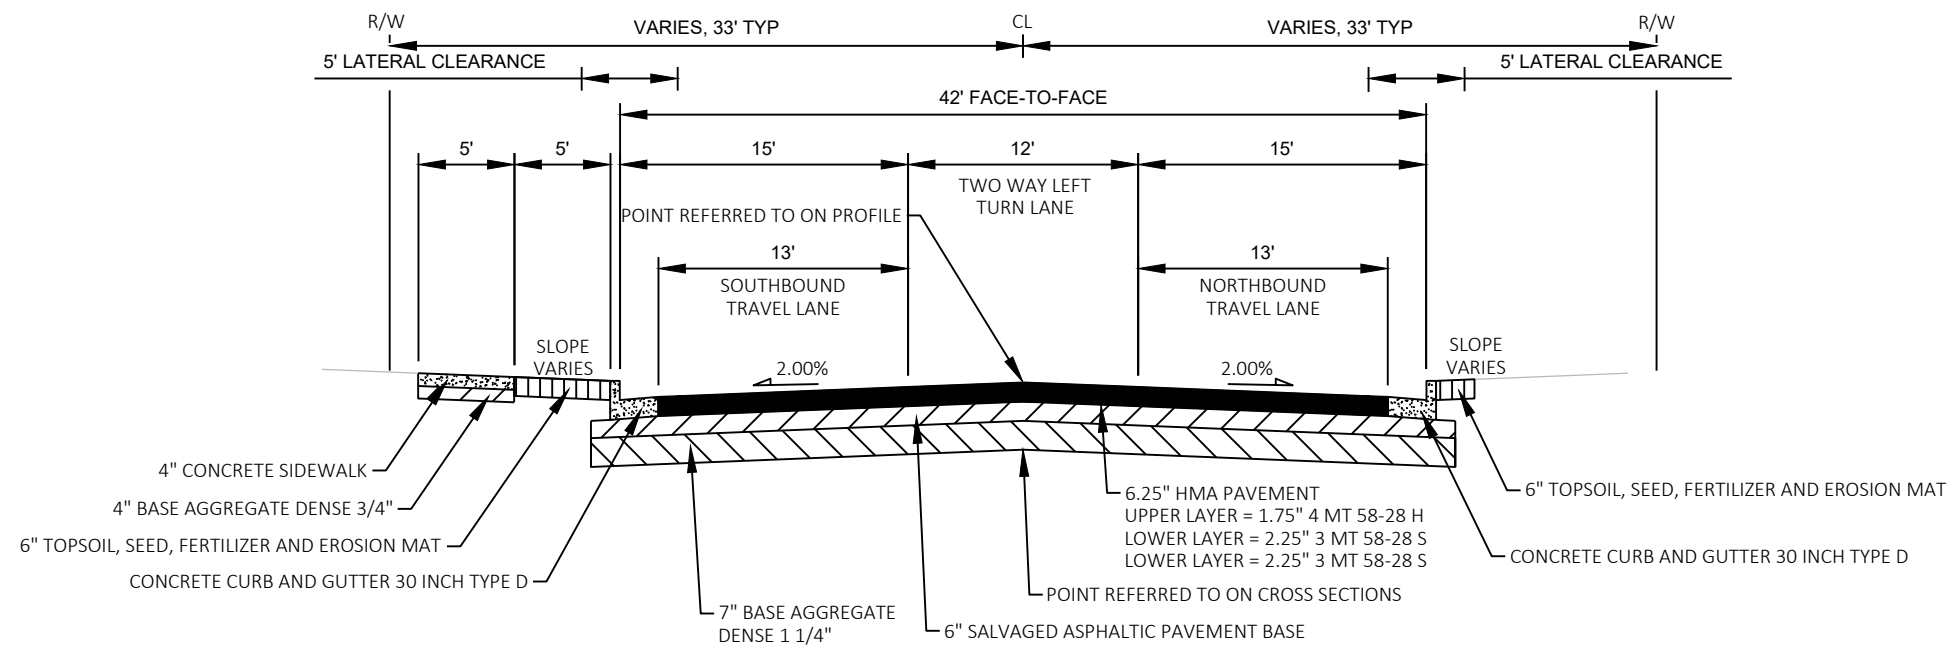 R/W
VARIES, 33' TYP
CL
VARIES, 33' TYP
R/W
5' LATERAL CLEARANCE
5' LATERAL CLEARANCE
42' FACE-TO-FACE
5'
5'
15'
12'
15'
TWO WAY LEFT
TURN LANE
POINT REFERRED TO ON PROFILE
13'
13'
SOUTHBOUND
TRAVEL LANE
NORTHBOUND
TRAVEL LANE
SLOPE
VARIES
2.00%
2.00%
SLOPE
VARIES
4" CONCRETE SIDEWALK
4" BASE AGGREGATE DENSE 3/4"
6" TOPSOIL, SEED, FERTILIZER AND EROSION MAT
CONCRETE CURB AND GUTTER 30 INCH TYPE D
7" BASE AGGREGATE
DENSE 1 1/4"
6.25" HMA PAVEMENT
UPPER LAYER = 1.75" 4 MT 58-28 H
LOWER LAYER = 2.25" 3 MT 58-28 S
LOWER LAYER = 2.25" 3 MT 58-28 S
POINT REFERRED TO ON CROSS SECTIONS
6" SALVAGED ASPHALTIC PAVEMENT BASE
6" TOPSOIL, SEED, FERTILIZER AND EROSION MAT
CONCRETE CURB AND GUTTER 30 INCH TYPE D